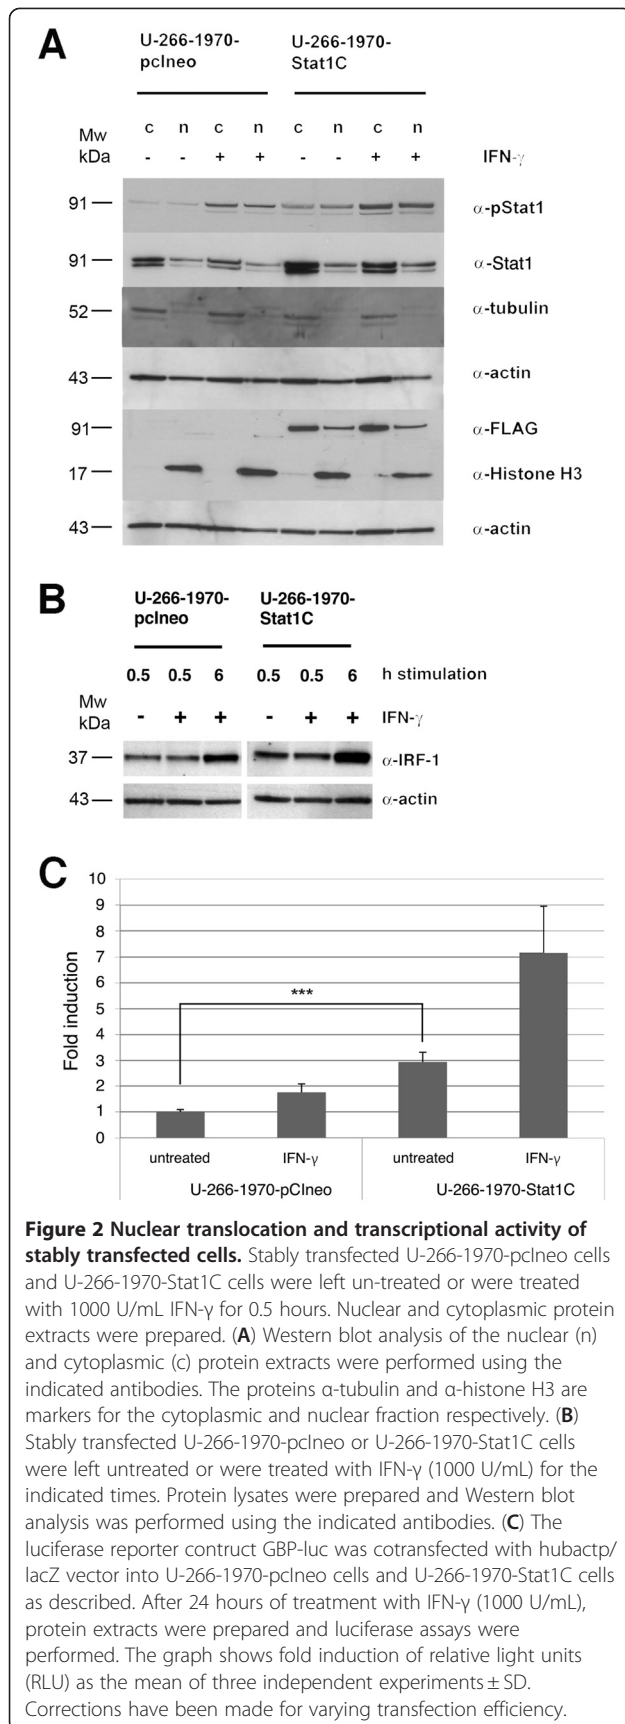 A
U-266-1970-
pcIneo
U-266-1970-
Stat1C
Mw
kDa
c n c n c n c n
- - + + - - + + IFN-γ
91 α-pStat1
91 α-Stat1
52 α-tubulin
43 α-actin
91 α-FLAG
17 α-Histone H3
43 α-actin
B
U-266-1970-
pcIneo
U-266-1970-
Stat1C
0.5 0.5 6 0.5 0.5 6 h stimulation
Mw
kDa
- + + - + + IFN-γ
37 α-IRF-1
43 α-actin
C
Fold induction
10
9
8
7
6
5
4
3
2
1
0
***
untreated IFN-γ untreated IFN-γ
U-266-1970-pCIneo U-266-1970-Stat1C
Figure 2 Nuclear translocation and transcriptional activity of
stably transfected cells. Stably transfected U-266-1970-pcIneo cells
and U-266-1970-Stat1C cells were left un-treated or were treated
with 1000 U/mL IFN-γ for 0.5 hours. Nuclear and cytoplasmic protein
extracts were prepared. (A) Western blot analysis of the nuclear (n)
and cytoplasmic (c) protein extracts were performed using the
indicated antibodies. The proteins α-tubulin and α-histone H3 are
markers for the cytoplasmic and nuclear fraction respectively. (B)
Stably transfected U-266-1970-pcIneo or U-266-1970-Stat1C cells
were left untreated or were treated with IFN-γ (1000 U/mL) for the
indicated times. Protein lysates were prepared and Western blot
analysis was performed using the indicated antibodies. (C) The
luciferase reporter contruct GBP-luc was cotransfected with hubactp/
lacZ vector into U-266-1970-pcIneo cells and U-266-1970-Stat1C cells
as described. After 24 hours of treatment with IFN-γ (1000 U/mL),
protein extracts were prepared and luciferase assays were
performed. The graph shows fold induction of relative light units
(RLU) as the mean of three independent experiments ± SD.
Corrections have been made for varying transfection efficiency.